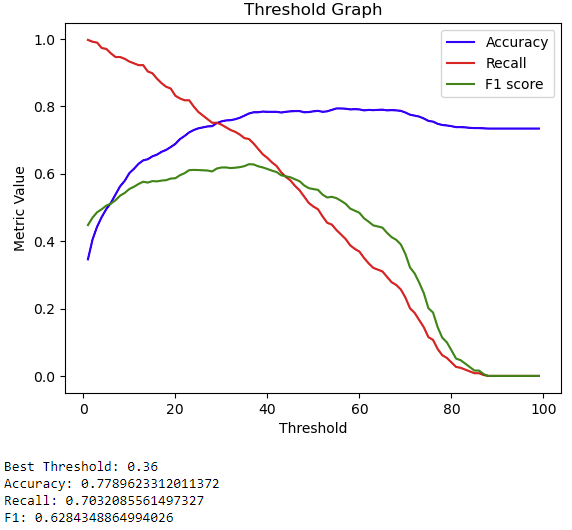 Threshold Graph
Accuracy
Recall
F1 score
Metric Value
1.0
0.8
0.6
0.4
0.2
0.0
0 20 40 60 80 100
Threshold
Best Threshold: 0.36
Accuracy: 0.7789623312011372
Recall: 0.7032085561497327
F1: 0.6284348864994026